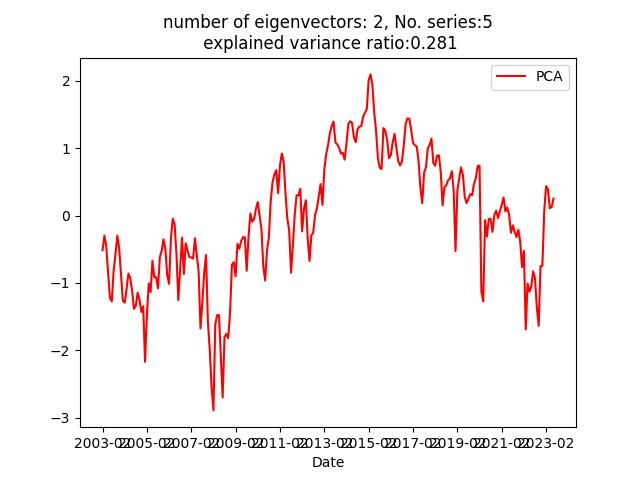 number of eigenvectors: 2, No. series:5
explained variance ratio:0.281
PCA
2
1
0
−1
−2
−3
2003-02 2005-02 2007-02 2009-02 2011-02 2013-02 2015-02 2017-02 2019-02 2021-02 2023-02
Date